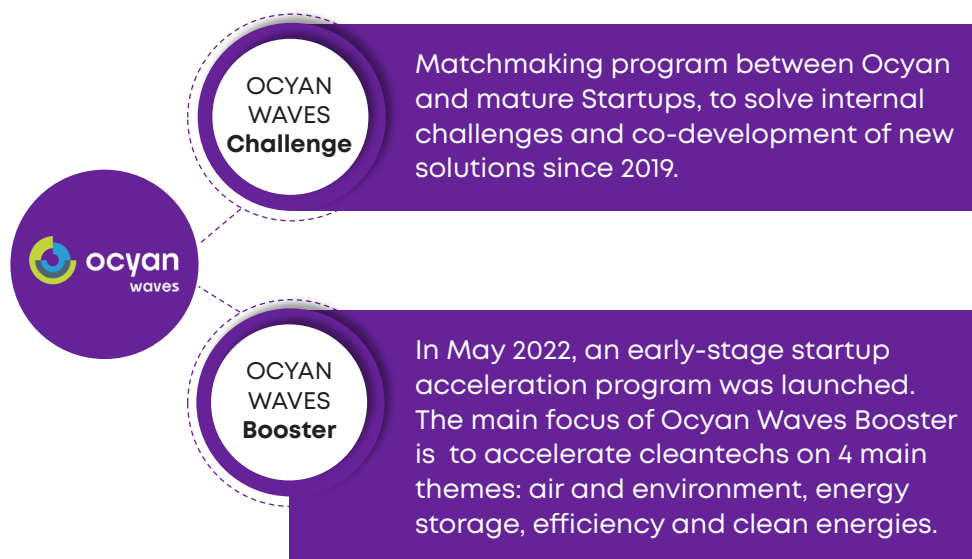 OCYAN
WAVES
Challenge
Matchmaking program between Ocyan
and mature Startups, to solve internal
challenges and co-development of new
solutions since 2019.
ocyan
waves
OCYAN
WAVES
Booster
In May 2022, an early-stage startup
acceleration program was launched.
The main focus of Ocyan Waves Booster
is to accelerate cleantechs on 4 main
themes: air and environment, energy
storage, efficiency and clean energies.